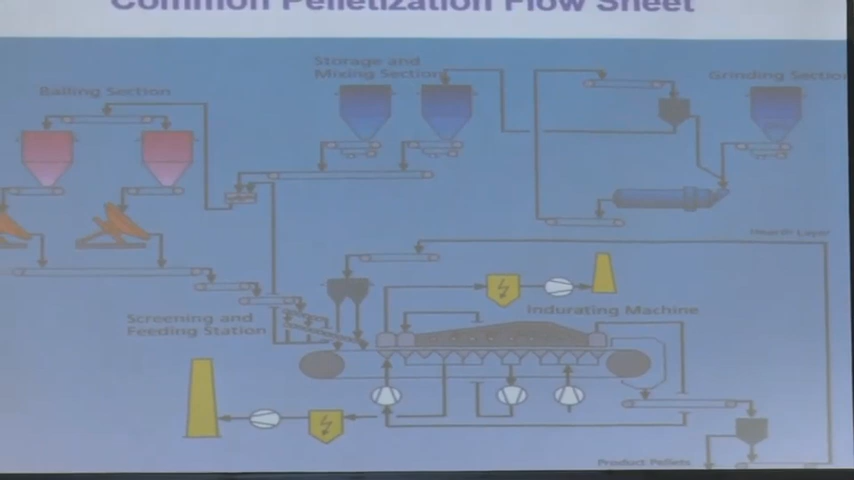 Common Pelletization Flow Sheet
Storage and
Mixing Section
Grinding Section
Balling Section
Hearth Layer
Indurating Machine
Screening and
Feeding Station
Product Pellets